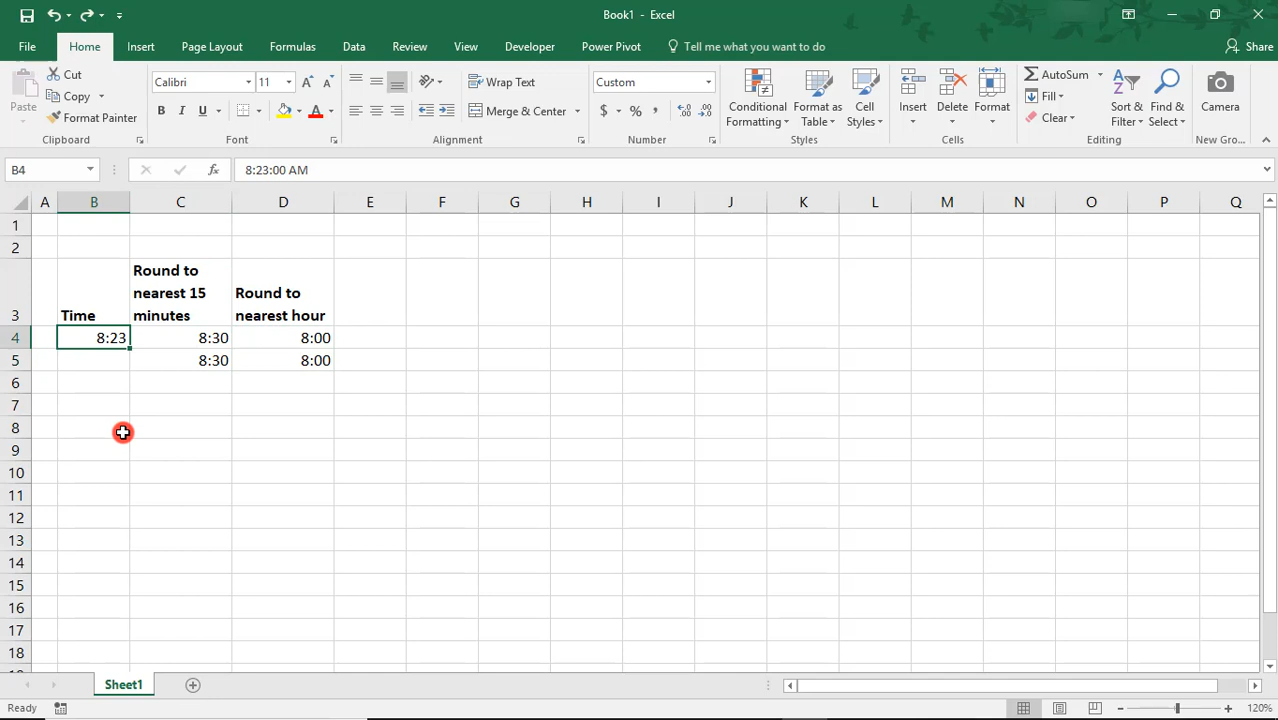 Book1 - Excel
File Home Insert Page Layout Formulas Data Review View Developer Power Pivot Tell me what you want to do Share
Paste
Cut
Copy
Format Painter
Clipboard
Calibri 11
B I U
Font
Wrap Text
Merge & Center
Alignment
Custom
$ % ,
Number
Conditional Formatting
Format as Table
Cell Styles
Styles
Insert
Delete
Format
Cells
AutoSum
Fill
Clear
Sort & Filter
Find & Select
Editing
Camera
New Gro...
B4 fx 8:23:00 AM
A B C D E F G H I J K L M N O P Q
1
2
3 Time Round to nearest 15 minutes Round to nearest hour
4 8:23 8:30 8:00
5 8:30 8:00
6
7
8
9
10
11
12
13
14
15
16
17
18
Sheet1
Ready 120%